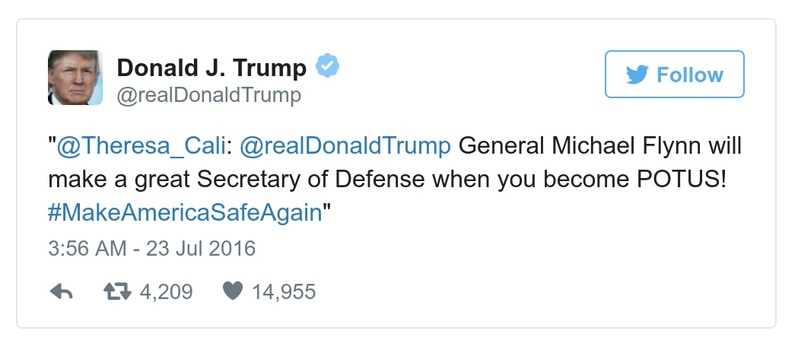 Donald J. Trump
@realDonaldTrump
Follow
"@Theresa_Cali: @realDonaldTrump General Michael Flynn will
make a great Secretary of Defense when you become POTUS!
#MakeAmericaSafeAgain"
3:56 AM - 23 Jul 2016
4,209 14,955